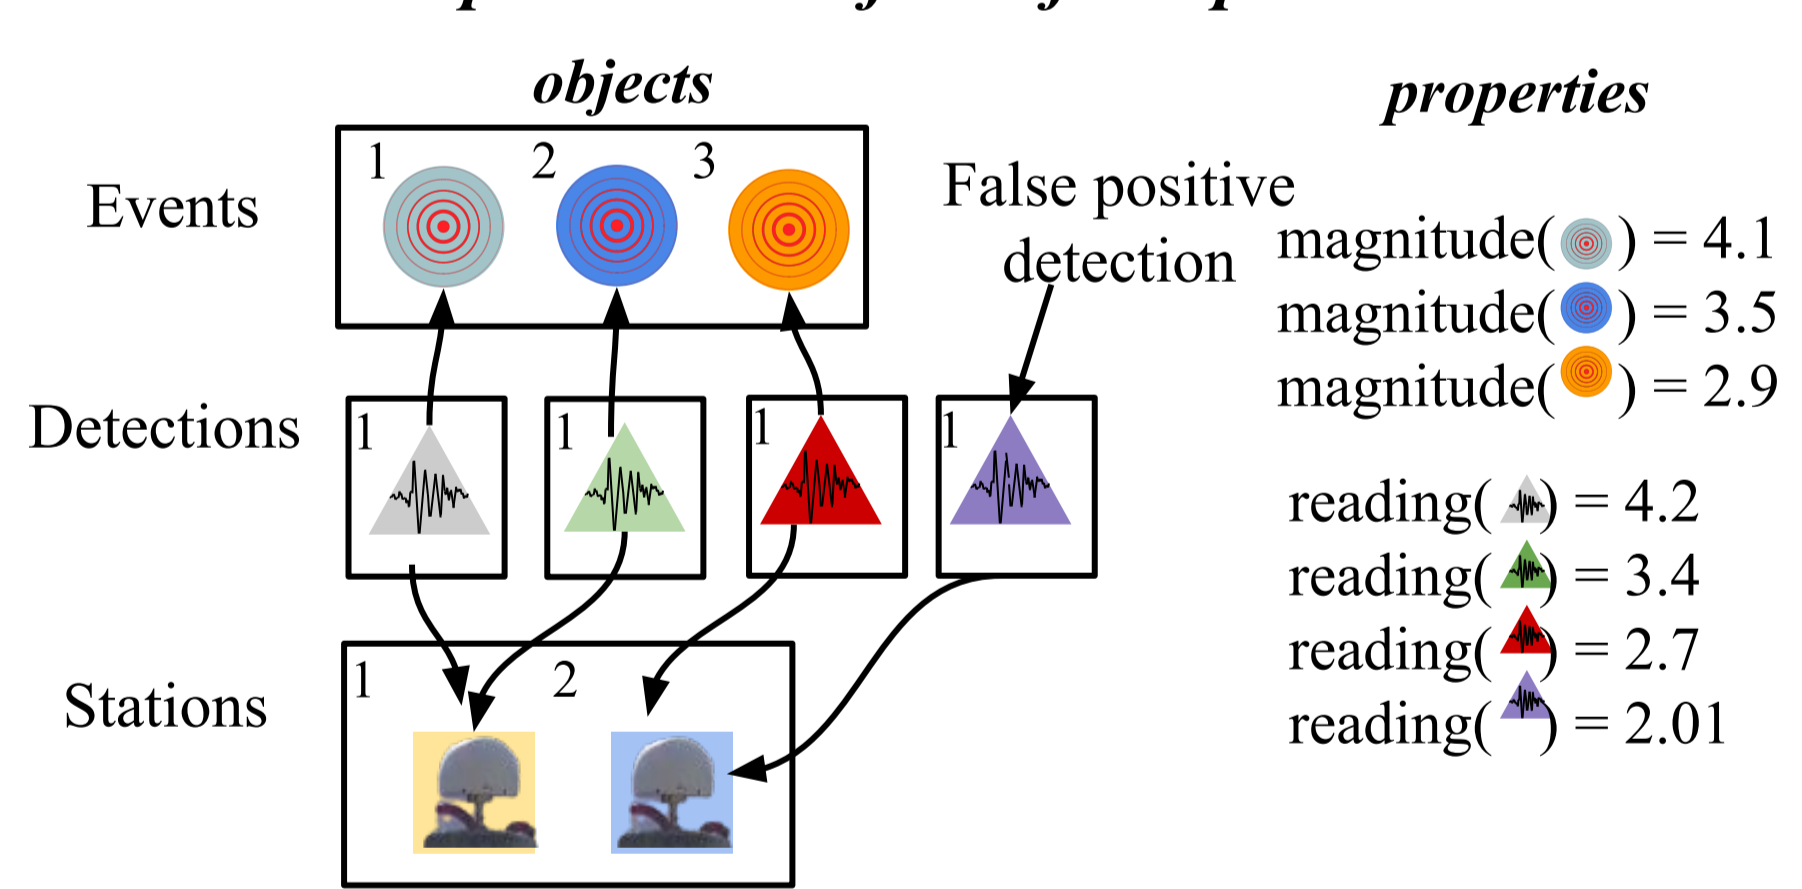 objects
properties
Events
1 2 3
False positive
detection
magnitude( ) = 4.1
magnitude( ) = 3.5
magnitude( ) = 2.9
Detections
1 1 1 1
reading( ) = 4.2
reading( ) = 3.4
reading( ) = 2.7
reading( ) = 2.01
Stations
1 2